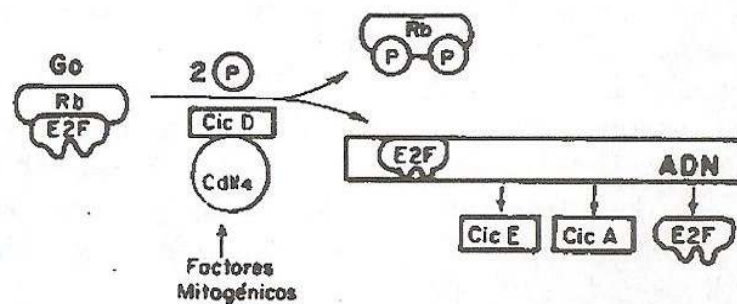 Go
Rb
E2F
2 P
Cic D
Cdk4
Factores
Mitogénicos
Rb
P P
E2F
ADN
Cic E
Cic A
E2F